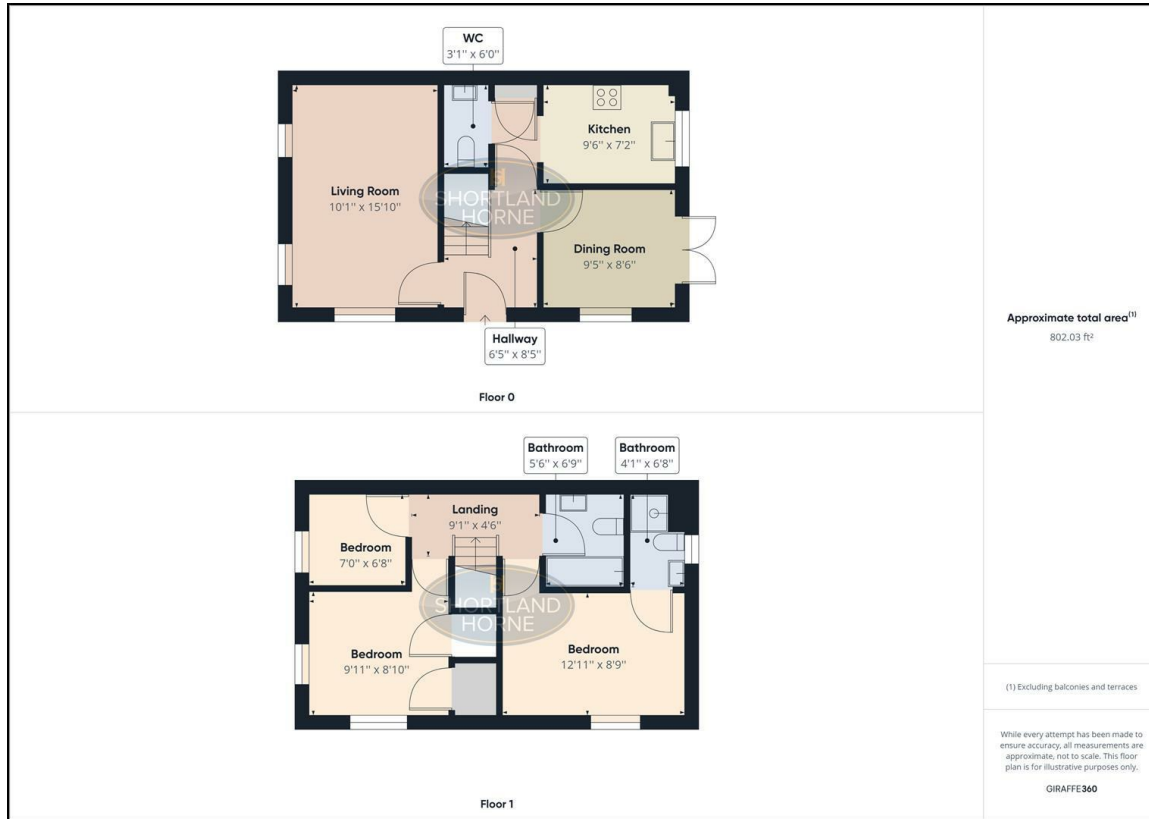 WC
3'1" x 6'0"
Kitchen
9'6" x 7'2"
Living Room
10'1" x 15'10"
SHORTLAND
HORNE
Dining Room
9'5" x 8'6"
Hallway
6'5" x 8'5"
Floor 0
Approximate total area(1)
802.03 ft²
Bathroom
5'6" x 6'9"
Bathroom
4'1" x 6'8"
Landing
9'1" x 4'6"
Bedroom
7'0" x 6'8"
SHORTLAND
HORNE
Bedroom
9'11" x 8'10"
Bedroom
12'11" x 8'9"
Floor 1
(1) Excluding balconies and terraces
While every attempt has been made to
ensure accuracy, all measurements are
approximate, not to scale. This floor
plan is for illustrative purposes only.
GIRAFFE360